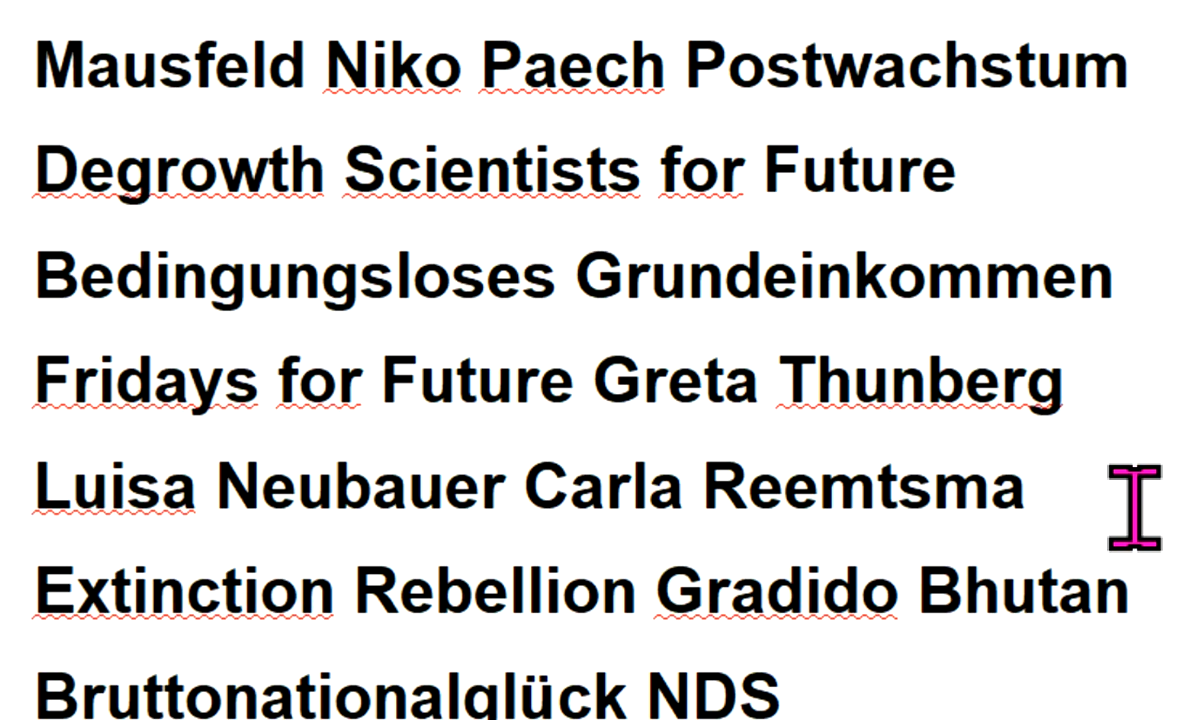 Mausfeld Niko Paech Postwachstum
Degrowth Scientists for Future
Bedingungsloses Grundeinkommen
Fridays for Future Greta Thunberg
Luisa Neubauer Carla Reemtsma
Extinction Rebellion Gradido Bhutan
Bruttonationalglück NDS